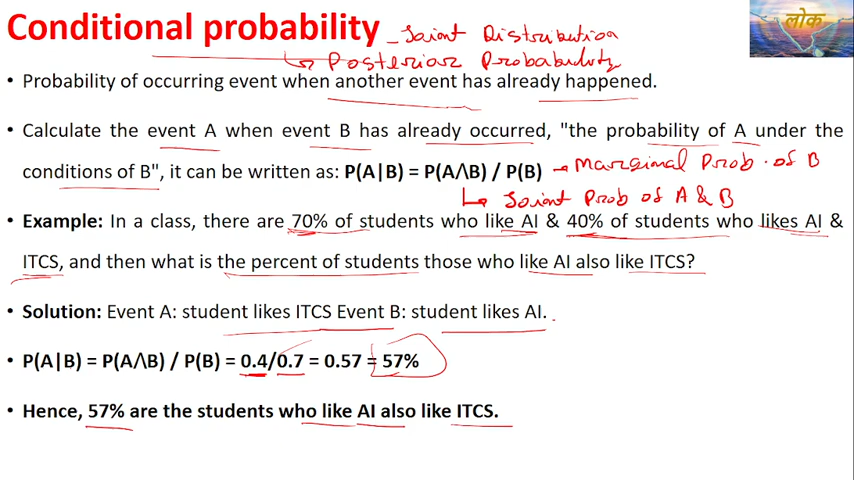 Conditional probability - Joint Distribution
↳ Posterior Probability
लोक
• Probability of occurring event when another event has already happened.
• Calculate the event A when event B has already occurred, "the probability of A under the
conditions of B", it can be written as: P(A|B) = P(A⋀B) / P(B) → Marginal Prob. of B
↳ Joint Prob of A & B
• Example: In a class, there are 70% of students who like AI & 40% of students who likes AI &
ITCS, and then what is the percent of students those who like AI also like ITCS?
• Solution: Event A: student likes ITCS Event B: student likes AI.
• P(A|B) = P(A⋀B) / P(B) = 0.4/0.7 = 0.57 = 57%
• Hence, 57% are the students who like AI also like ITCS.